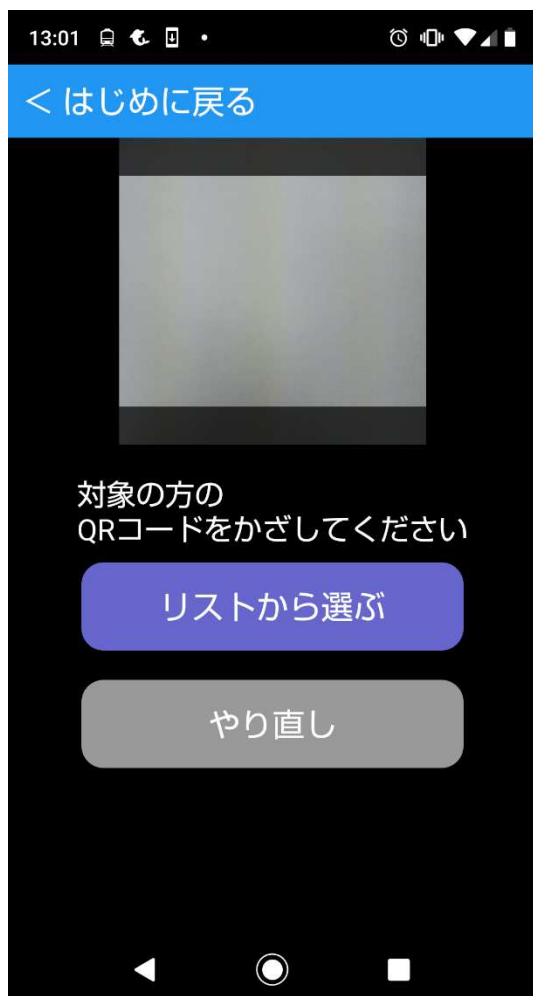 13:01
< はじめに戻る
対象の方の
QRコードをかざしてください
リストから選ぶ
やり直し